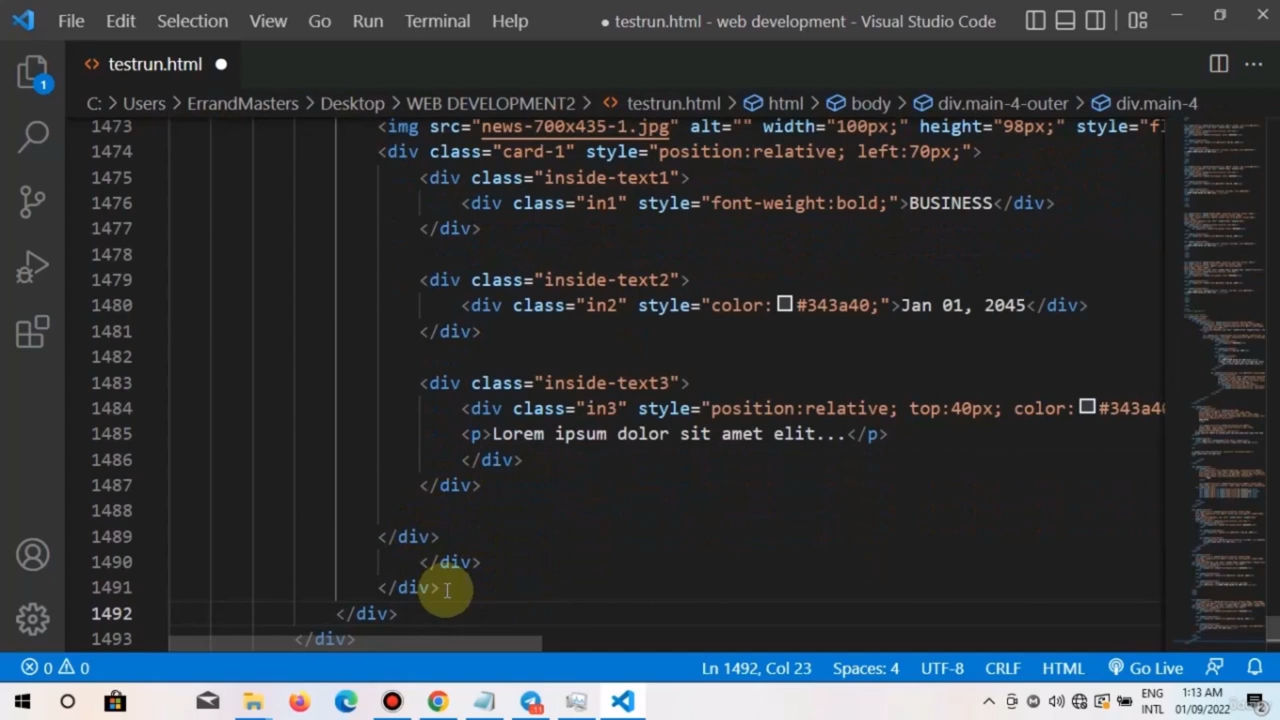 File Edit Selection View Go Run Terminal Help ● testrun.html - web development - Visual Studio Code
testrun.html
C: > Users > ErrandMasters > Desktop > WEB DEVELOPMENT2 > testrun.html > html > body > div.main-4-outer > div.main-4
1473 <img src="news-700x435-1.jpg" alt="" width="100px;" height="98px;" style="fl
1474 <div class="card-1" style="position:relative; left:70px;">
1475 <div class="inside-text1">
1476 <div class="in1" style="font-weight:bold;">BUSINESS</div>
1477 </div>
1478
1479 <div class="inside-text2">
1480 <div class="in2" style="color:#343a40;">Jan 01, 2045</div>
1481 </div>
1482
1483 <div class="inside-text3">
1484 <div class="in3" style="position:relative; top:40px; color:#343a40
1485 <p>Lorem ipsum dolor sit amet elit...</p>
1486 </div>
1487 </div>
1488
1489 </div>
1490 </div>
1491 </div>
1492 </div>
1493 </div>
0 0 Ln 1492, Col 23 Spaces: 4 UTF-8 CRLF HTML Go Live
ENG 1:13 AM
INTL 01/09/2022